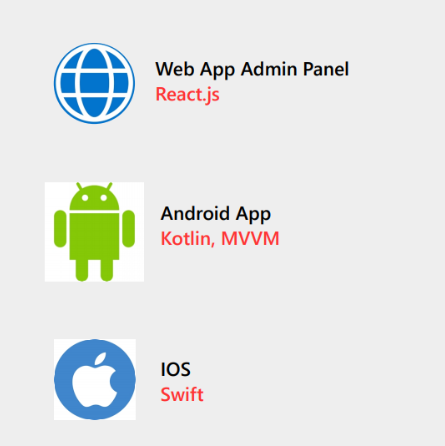 Web App Admin Panel
React.js
Android App
Kotlin, MVVM
IOS
Swift